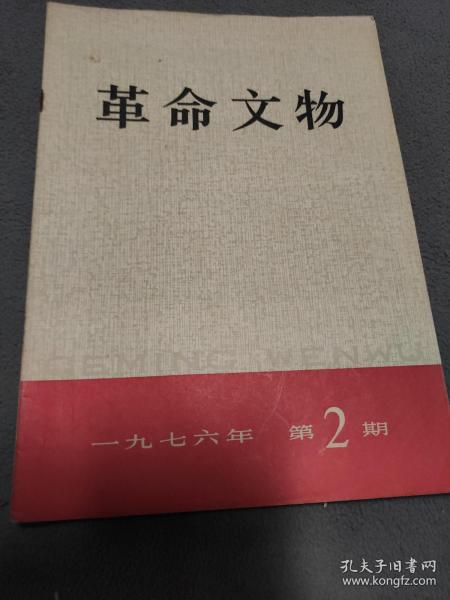 革命文物
GEMING WENWU
一九七六年 第2期
孔夫子旧书网
www.kongfz.com